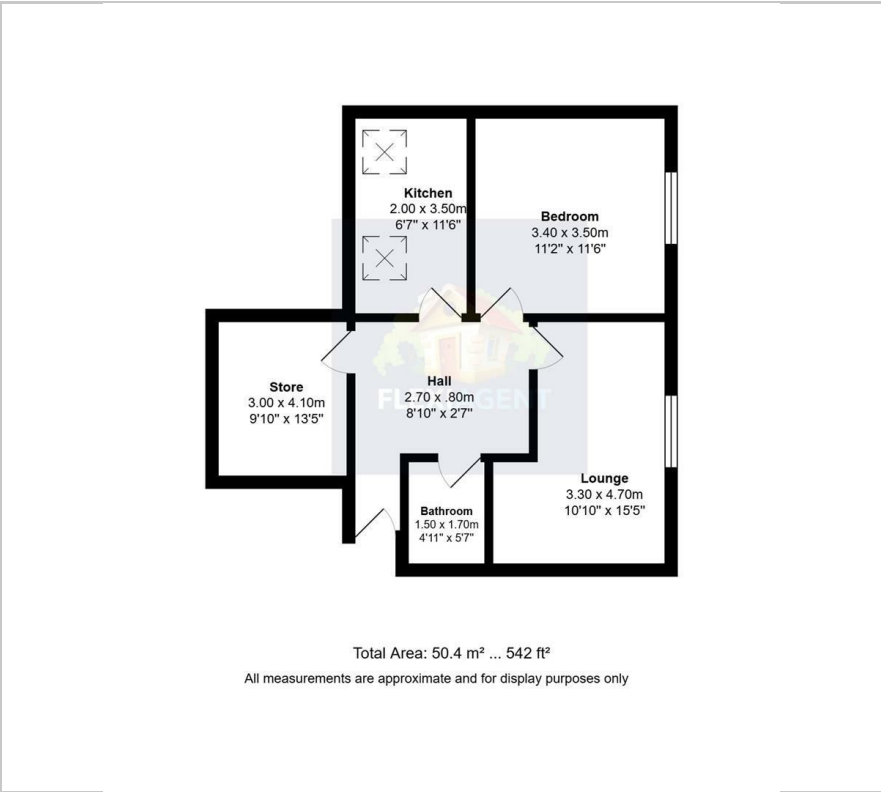 Kitchen
2.00 x 3.50m
6'7" x 11'6"
Bedroom
3.40 x 3.50m
11'2" x 11'6"
Store
3.00 x 4.10m
9'10" x 13'5"
Hall
2.70 x .80m
8'10" x 2'7"
Lounge
3.30 x 4.70m
10'10" x 15'5"
Bathroom
1.50 x 1.70m
4'11" x 5'7"
Total Area: 50.4 m² ... 542 ft²
All measurements are approximate and for display purposes only